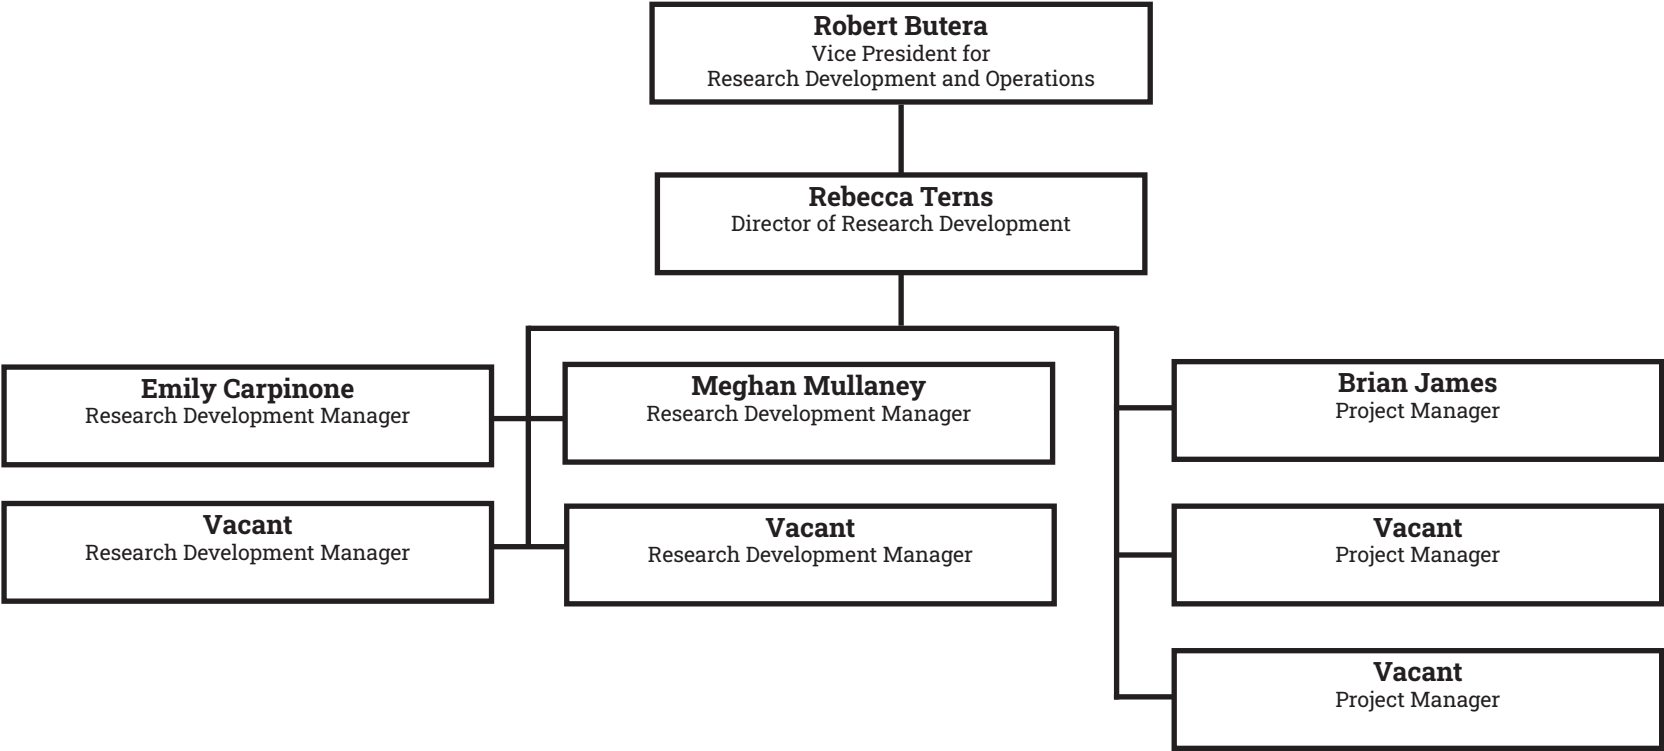 Robert Butera
Vice President for
Research Development and Operations
Rebecca Terns
Director of Research Development
Emily Carpinone
Research Development Manager
Meghan Mullaney
Research Development Manager
Brian James
Project Manager
Vacant
Research Development Manager
Vacant
Research Development Manager
Vacant
Project Manager
Vacant
Project Manager